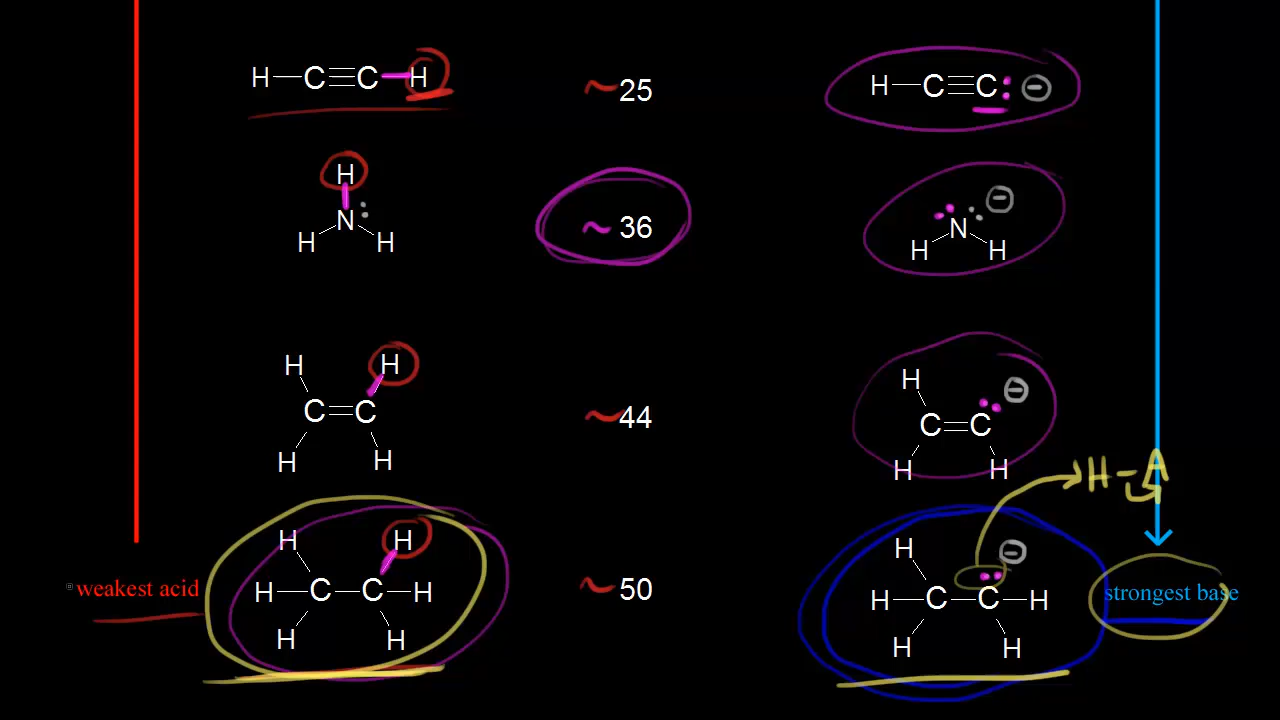 H—C≡C—H ~25 H—C≡C: ⊖
H
N:
H H
~36
⊖
N
H H
H H
C=C
H H
~44
H ⊖
C=C
H H
H-A
H H
H—C—C—H
H H
weakest acid
~50
H ⊖
H—C—C—H
H H
strongest base